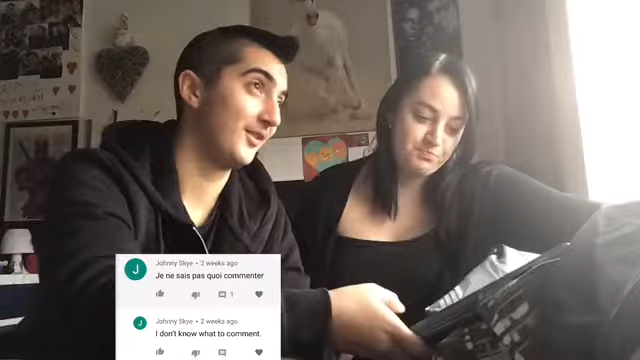 J
Johnny Skye • 2 weeks ago
Je ne sais pas quoi commenter
1
J
Johnny Skye • 2 weeks ago
I don't know what to comment.